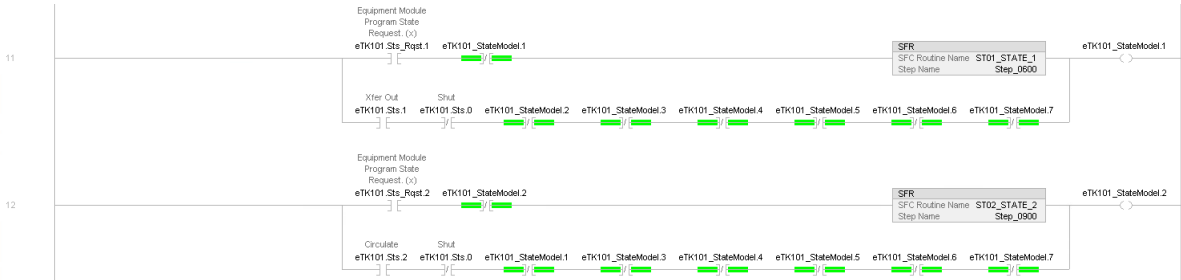 Equipment Module
Program State
Request. (x)
eTK101.Sts_Rqst.1 eTK101_StateModel.1 SFR eTK101_StateModel.1
11
SFC Routine Name ST01_STATE_1
Step Name Step_0600
Xfer Out Shut
eTK101.Sts.1 eTK101.Sts.0 eTK101_StateModel.2 eTK101_StateModel.3 eTK101_StateModel.4 eTK101_StateModel.5 eTK101_StateModel.6 eTK101_StateModel.7
Equipment Module
Program State
Request. (x)
eTK101.Sts_Rqst.2 eTK101_StateModel.2 SFR eTK101_StateModel.2
12
SFC Routine Name ST02_STATE_2
Step Name Step_0900
Circulate Shut
eTK101.Sts.2 eTK101.Sts.0 eTK101_StateModel.1 eTK101_StateModel.3 eTK101_StateModel.4 eTK101_StateModel.5 eTK101_StateModel.6 eTK101_StateModel.7